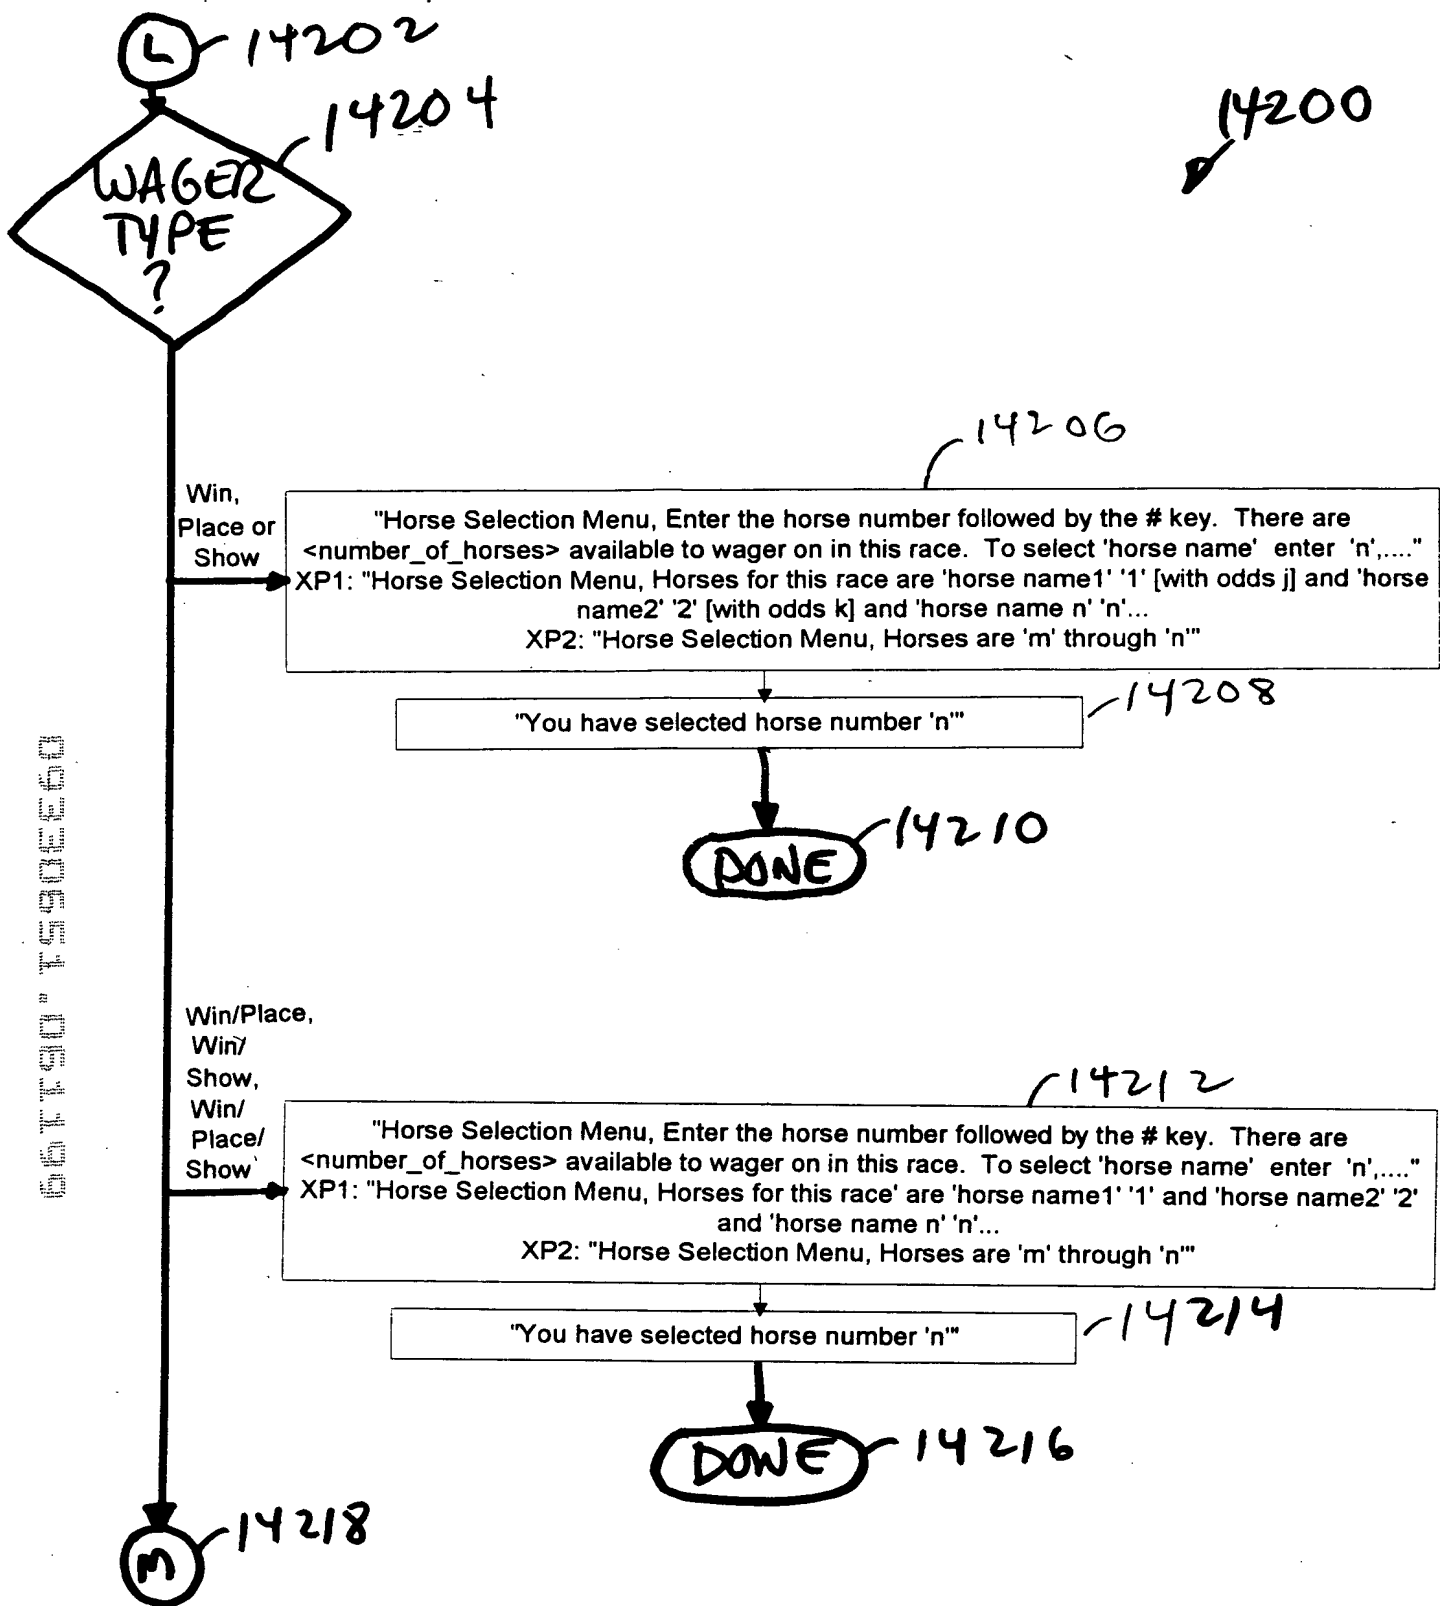 L
14202
14204
14200
WAGER
TYPE
?
14206
Win,
Place or
Show
"Horse Selection Menu, Enter the horse number followed by the # key. There are
<number_of_horses> available to wager on in this race. To select 'horse name' enter 'n',...."
XP1: "Horse Selection Menu, Horses for this race are 'horse name1' '1' [with odds j] and 'horse
name2' '2' [with odds k] and 'horse name n' 'n'...
XP2: "Horse Selection Menu, Horses are 'm' through 'n'"
14208
"You have selected horse number 'n'"
14210
DONE
09330651.061199
Win/Place,
Win/
Show,
Win/
Place/
Show
14212
"Horse Selection Menu, Enter the horse number followed by the # key. There are
<number_of_horses> available to wager on in this race. To select 'horse name' enter 'n',...."
XP1: "Horse Selection Menu, Horses for this race' are 'horse name1' '1' and 'horse name2' '2'
and 'horse name n' 'n'...
XP2: "Horse Selection Menu, Horses are 'm' through 'n'"
14214
"You have selected horse number 'n'"
DONE
14216
14218
M